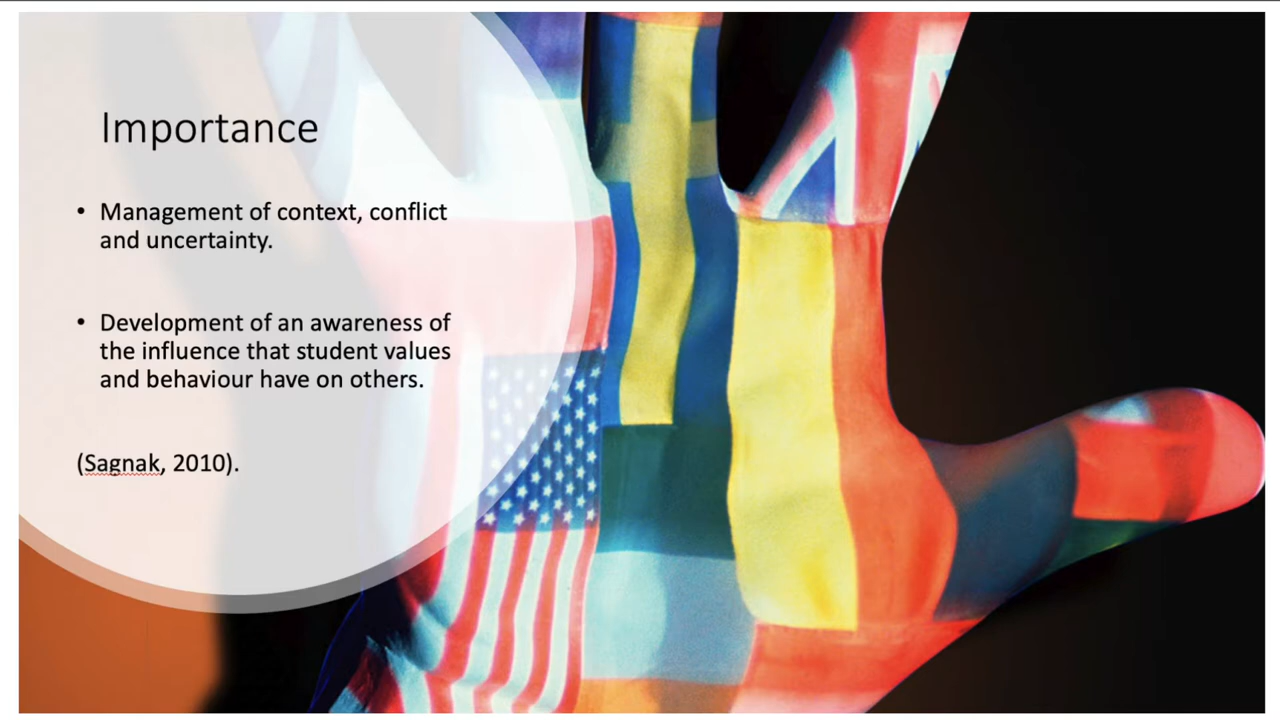 Importance
• Management of context, conflict
and uncertainty.
• Development of an awareness of
the influence that student values
and behaviour have on others.
(Sagnak, 2010).